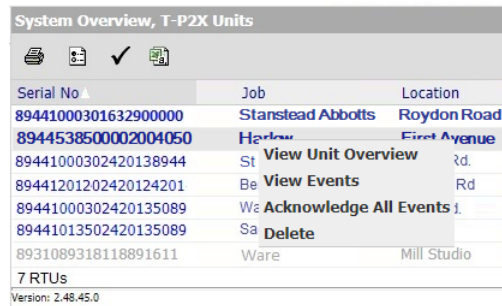 System Overview, T-P2X Units
Serial No Job Location
89441000301632900000 Stanstead Abbotts Roydon Road
8944538500002004050 Harlow First Avenue
89441000302420138944 St Rd.
View Unit Overview
89441201202420124201 Be Rd
View Events
89441000302420135089 Wa
Acknowledge All Events
89441013502420135089 Sa
Delete
8931089318118891611 Ware Mill Studio
7 RTUs
Version: 2.48.45.0